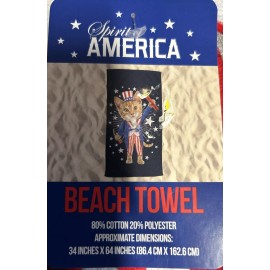 Spirit of
AMERICA
BEACH TOWEL
80% COTTON 20% POLYESTER
APPROXIMATE DIMENSIONS:
34 INCHES X 64 INCHES (86.4 CM X 162.6 CM)